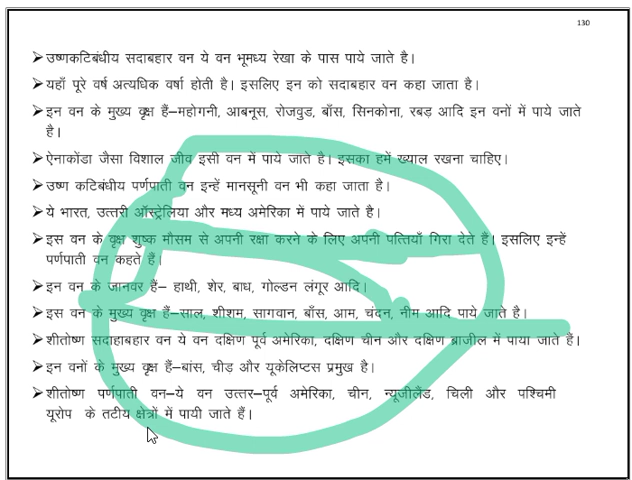 130
➢ उष्णकटिबंधीय सदाबहार वन ये वन भूमध्य रेखा के पास पाये जाते है।
➢ यहाँ पूरे वर्ष अत्यधिक वर्षा होती है। इसलिए इन को सदाबहार वन कहा जाता है।
➢ इन वन के मुख्य वृक्ष हैं–महोगनी, आबनूस, रोजवुड, बाँस, सिनकोना, रबड़ आदि इन वनों में पाये जाते
है।
➢ ऐनाकोंडा जैसा विशाल जीव इसी वन में पाये जाते है। इसका हमें ख्याल रखना चाहिए।
➢ उष्ण कटिबंधीय पर्णपाती वन इन्हें मानसूनी वन भी कहा जाता है।
➢ ये भारत, उत्तरी ऑस्ट्रेलिया और मध्य अमेरिका में पाये जाते है।
➢ इस वन के वृक्ष शुष्क मौसम से अपनी रक्षा करने के लिए अपनी पत्तियाँ गिरा देते हैं। इसलिए इन्हें
पर्णपाती वन कहते हैं।
➢ इन वन के जानवर हैं– हाथी, शेर, बाघ, गोल्डन लंगूर आदि।
➢ इस वन के मुख्य वृक्ष हैं–साल, शीशम, सागवान, बाँस, आम, चंदन, नीम आदि पाये जाते है।
➢ शीतोष्ण सदाहाबहार वन ये वन दक्षिण पूर्व अमेरिका, दक्षिण चीन और दक्षिण ब्राजील में पाया जाते हैं।
➢ इन वनों के मुख्य वृक्ष है–बांस, चीड और यूकेलिप्टस प्रमुख है।
➢ शीतोष्ण पर्णपाती वन–ये वन उत्तर–पूर्व अमेरिका, चीन, न्यूजीलैंड, चिली और पश्चिमी
यूरोप के तटीय क्षेत्रों में पायी जाते हैं।